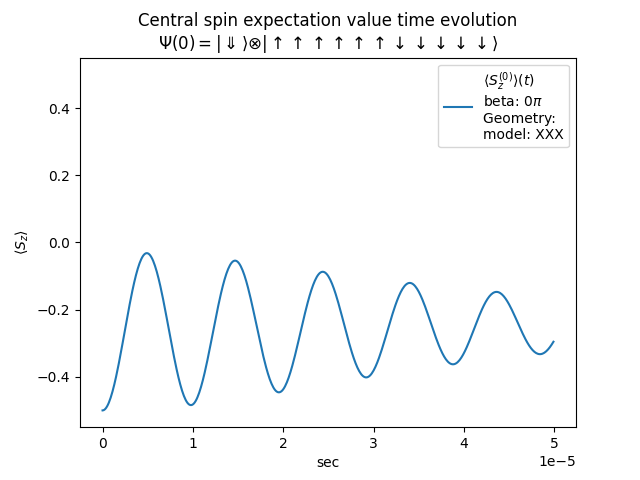 Central spin expectation value time evolution
Ψ(0) = | ⇓ ⟩⊗| ↑ ↑ ↑ ↑ ↑ ↑ ↓ ↓ ↓ ↓ ↓ ⟩
⟨S_z^(0)⟩(t)
beta: 0π
Geometry:
model: XXX
⟨S_z⟩
0.4
0.2
0.0
−0.2
−0.4
0 1 2 3 4 5
1e−5
sec